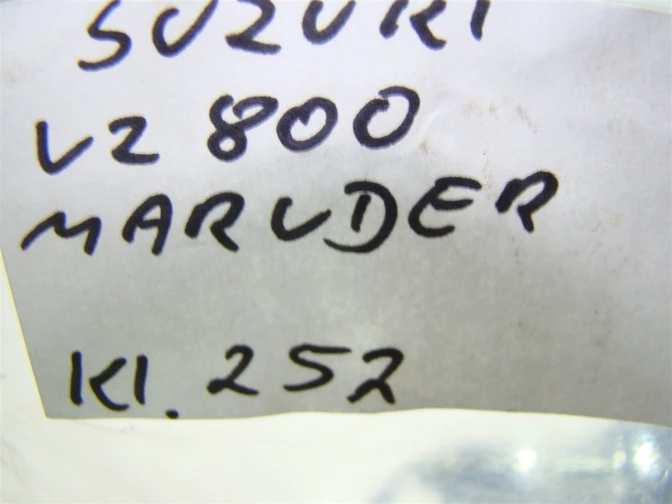 SUZUKI
VZ 800
MARUDER
Kl. 252